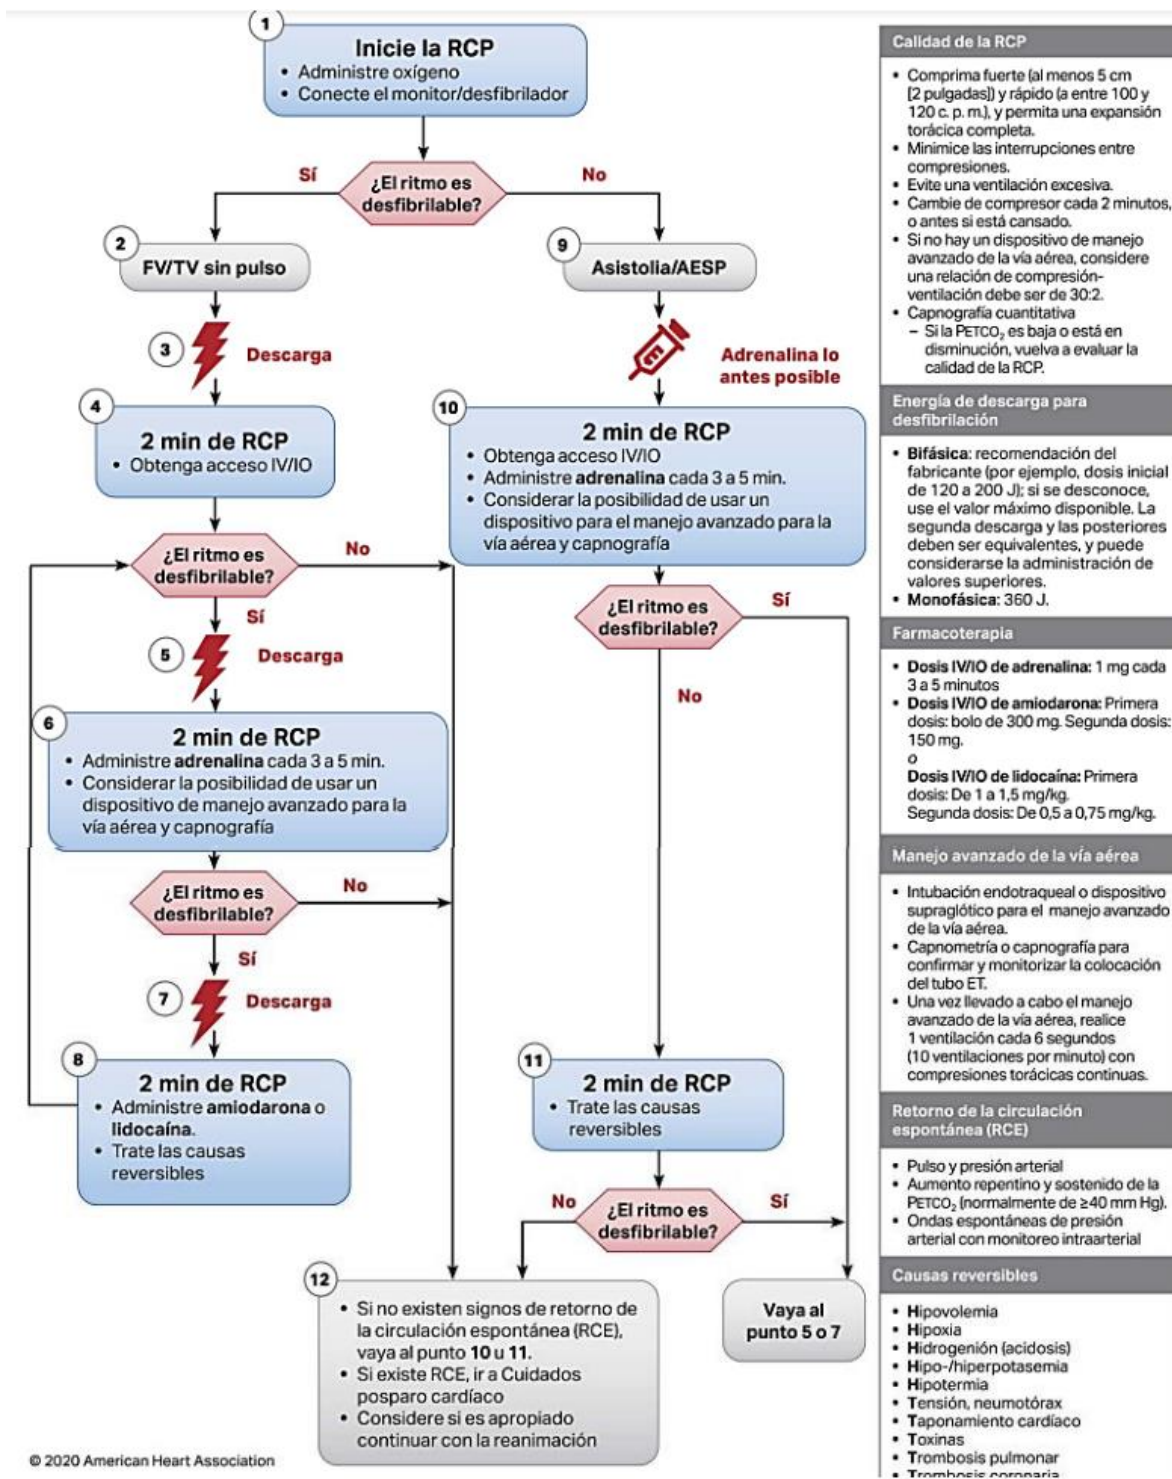 1
Inicie la RCP
• Administre oxígeno
• Conecte el monitor/desfibrilador
Sí
¿El ritmo es
desfibrilable?
No
2
FV/TV sin pulso
9
Asistolia/AESP
3
Descarga
Adrenalina lo
antes posible
4
2 min de RCP
• Obtenga acceso IV/IO
10
2 min de RCP
• Obtenga acceso IV/IO
• Administre adrenalina cada 3 a 5 min.
• Considerar la posibilidad de usar un
dispositivo para el manejo avanzado para la
vía aérea y capnografía
¿El ritmo es
desfibrilable?
No
Sí
5
Descarga
¿El ritmo es
desfibrilable?
Sí
No
6
2 min de RCP
• Administre adrenalina cada 3 a 5 min.
• Considerar la posibilidad de usar un
dispositivo de manejo avanzado para la
vía aérea y capnografía
¿El ritmo es
desfibrilable?
No
Sí
7
Descarga
8
2 min de RCP
• Administre amiodarona o
lidocaína.
• Trate las causas
reversibles
11
2 min de RCP
• Trate las causas
reversibles
No
¿El ritmo es
desfibrilable?
Sí
12
• Si no existen signos de retorno de
la circulación espontánea (RCE),
vaya al punto 10 u 11.
• Si existe RCE, ir a Cuidados
posparo cardíaco
• Considere si es apropiado
continuar con la reanimación
Vaya al
punto 5 o 7
© 2020 American Heart Association
Calidad de la RCP
• Comprima fuerte (al menos 5 cm
[2 pulgadas]) y rápido (a entre 100 y
120 c. p. m.), y permita una expansión
torácica completa.
• Minimice las interrupciones entre
compresiones.
• Evite una ventilación excesiva.
• Cambie de compresor cada 2 minutos,
o antes si está cansado.
• Si no hay un dispositivo de manejo
avanzado de la vía aérea, considere
una relación de compresión-
ventilación debe ser de 30:2.
• Capnografía cuantitativa
– Si la PETCO₂ es baja o está en
disminución, vuelva a evaluar la
calidad de la RCP.
Energía de descarga para
desfibrilación
• Bifásica: recomendación del
fabricante (por ejemplo, dosis inicial
de 120 a 200 J); si se desconoce,
use el valor máximo disponible. La
segunda descarga y las posteriores
deben ser equivalentes, y puede
considerarse la administración de
valores superiores.
• Monofásica: 360 J.
Farmacoterapia
• Dosis IV/IO de adrenalina: 1 mg cada
3 a 5 minutos
• Dosis IV/IO de amiodarona: Primera
dosis: bolo de 300 mg. Segunda dosis:
150 mg.
o
Dosis IV/IO de lidocaína: Primera
dosis: De 1 a 1,5 mg/kg.
Segunda dosis: De 0,5 a 0,75 mg/kg.
Manejo avanzado de la vía aérea
• Intubación endotraqueal o dispositivo
supraglótico para el manejo avanzado
de la vía aérea.
• Capnometría o capnografía para
confirmar y monitorizar la colocación
del tubo ET.
• Una vez llevado a cabo el manejo
avanzado de la vía aérea, realice
1 ventilación cada 6 segundos
(10 ventilaciones por minuto) con
compresiones torácicas continuas.
Retorno de la circulación
espontánea (RCE)
• Pulso y presión arterial
• Aumento repentino y sostenido de la
PETCO₂ (normalmente de ≥40 mm Hg).
• Ondas espontáneas de presión
arterial con monitoreo intraarterial
Causas reversibles
• Hipovolemia
• Hipoxia
• Hidrogenión (acidosis)
• Hipo-/hiperpotasemia
• Hipotermia
• Tensión, neumotórax
• Taponamiento cardíaco
• Toxinas
• Trombosis pulmonar
• Trombosis coronaria